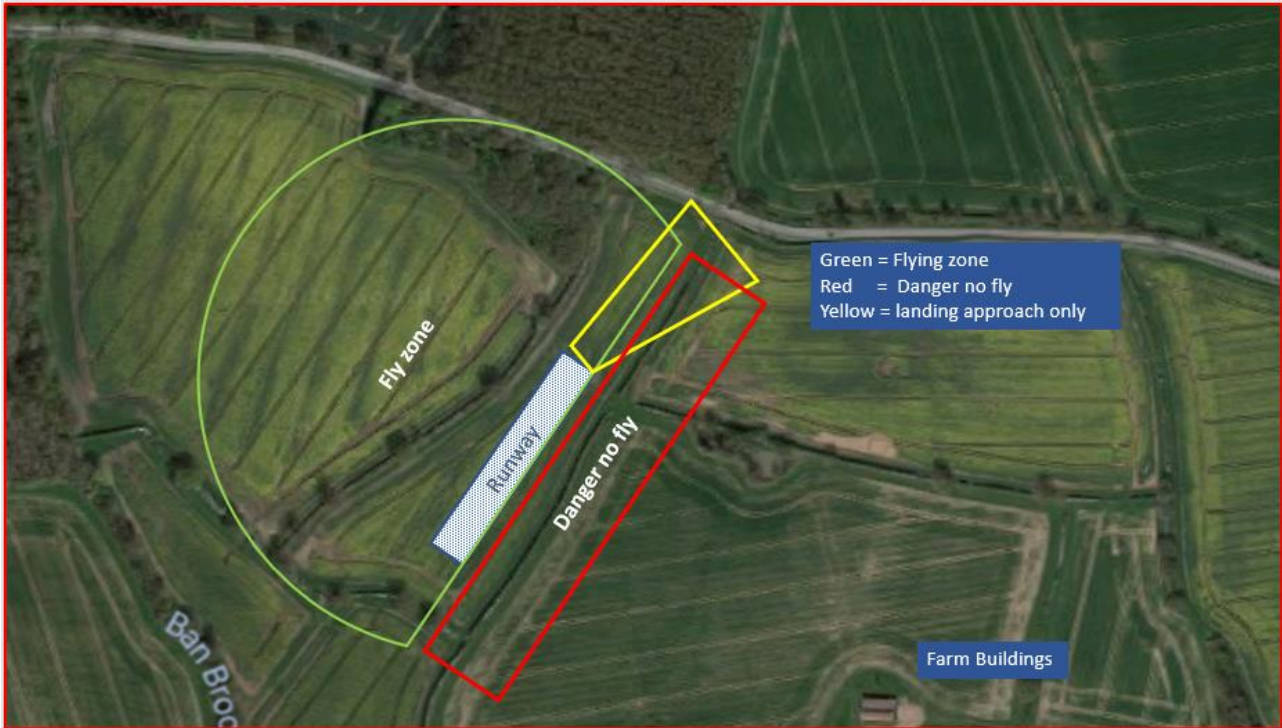 Green = Flying zone
Red = Danger no fly
Yellow = landing approach only
Fly zone
Runway
Danger no fly
Farm Buildings
Ban Broo